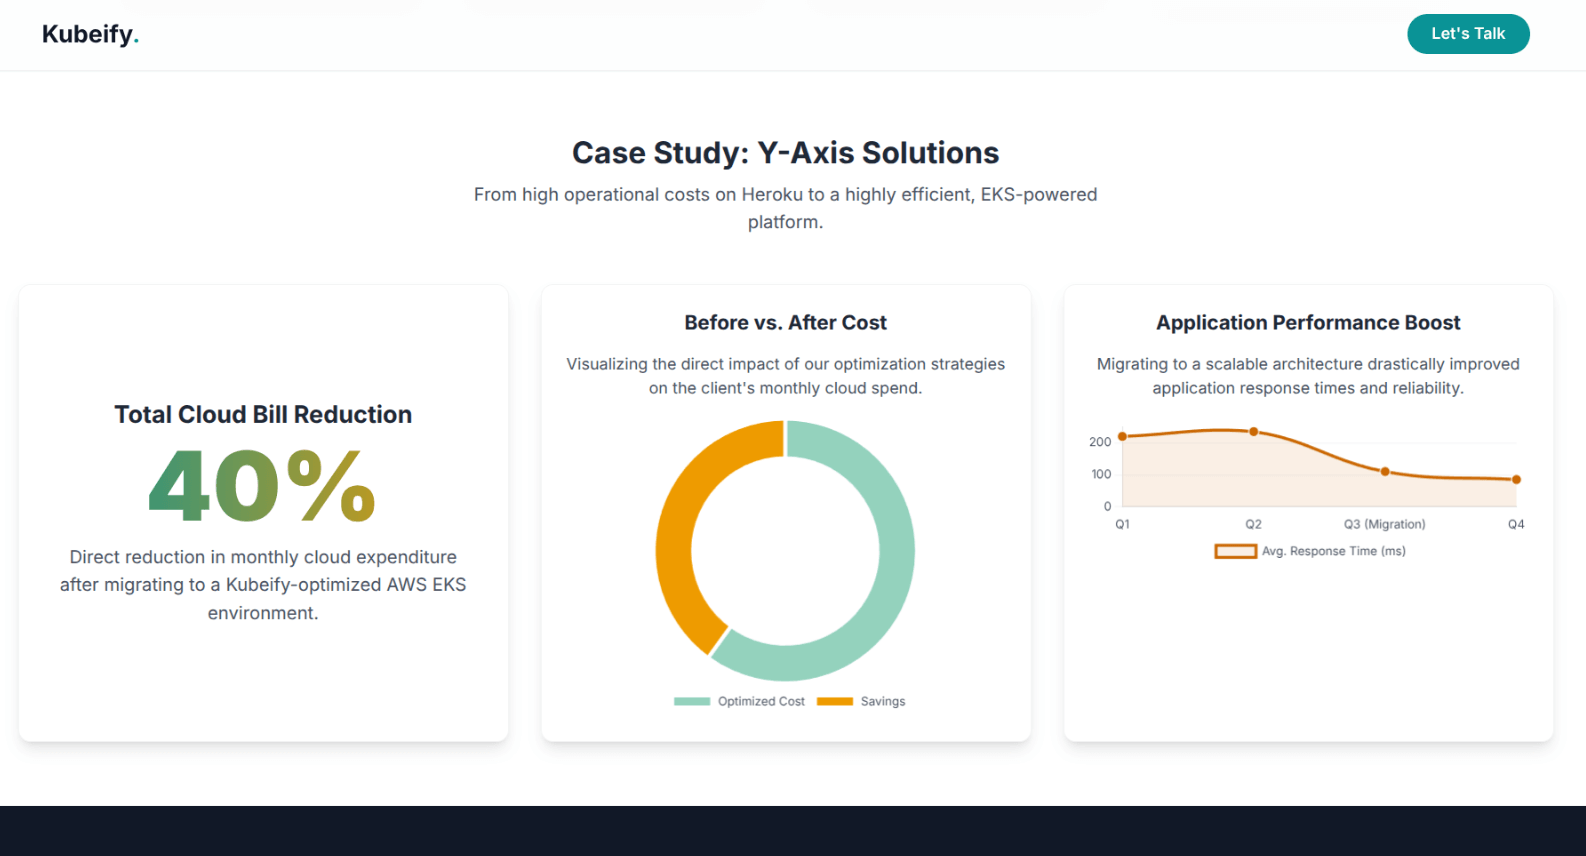 Kubeify.
Let's Talk
Case Study: Y-Axis Solutions
From high operational costs on Heroku to a highly efficient, EKS-powered
platform.
Total Cloud Bill Reduction
40%
Direct reduction in monthly cloud expenditure
after migrating to a Kubeify-optimized AWS EKS
environment.
Before vs. After Cost
Visualizing the direct impact of our optimization strategies
on the client's monthly cloud spend.
Optimized Cost
Savings
Application Performance Boost
Migrating to a scalable architecture drastically improved
application response times and reliability.
200
100
0
Q1
Q2
Q3 (Migration)
Q4
Avg. Response Time (ms)